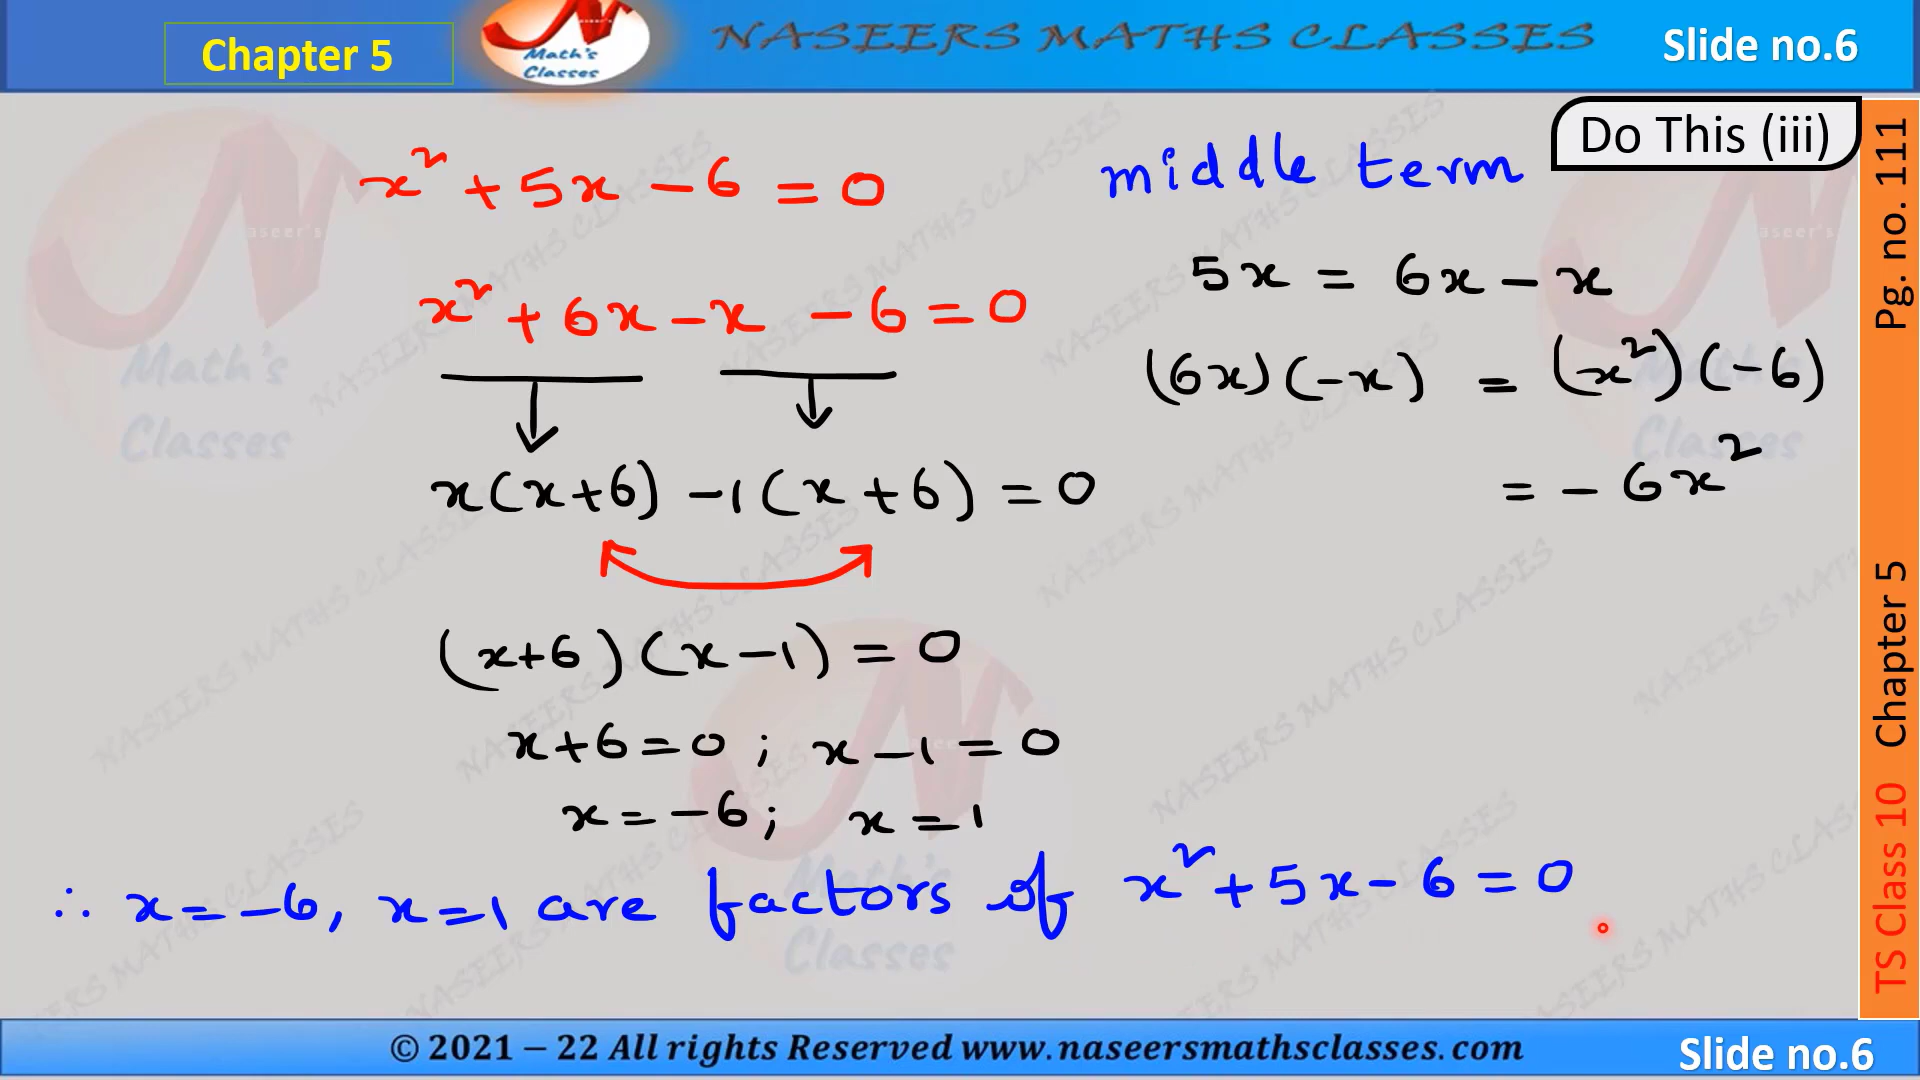 Chapter 5
Math's
Classes
NASEERS MATHS CLASSES
Slide no.6
Do This (iii)
x² + 5x - 6 = 0
x² + 6x - x - 6 = 0
x(x+6) -1(x+6) = 0
(x+6)(x-1) = 0
x+6=0 ; x-1=0
x=-6; x=1
∴ x=-6, x=1 are factors of x²+5x-6=0
middle term
5x = 6x - x
(6x)(-x) = (x²)(-6)
= - 6x²
Pg. no. 111
Chapter 5
TS Class 10
© 2021 – 22 All rights Reserved www.naseersmathsclasses.com
Slide no.6